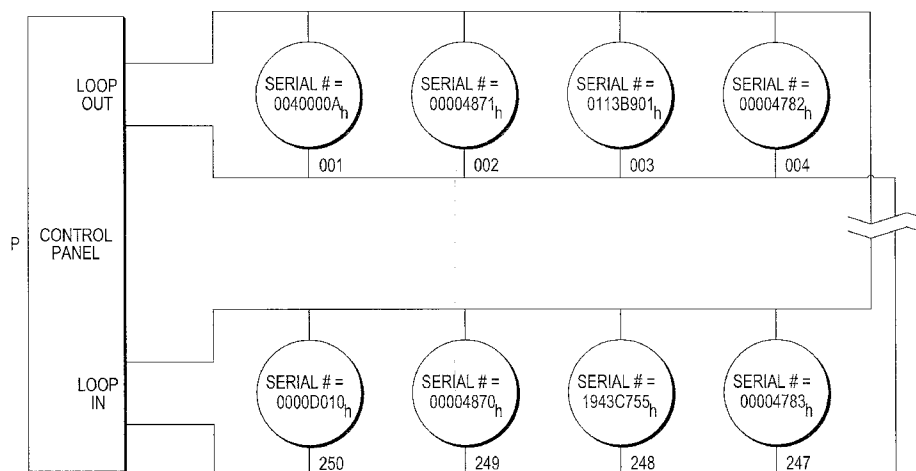 LOOP
OUT
SERIAL # =
0040000Ah
001
SERIAL # =
00004871h
002
SERIAL # =
0113B901h
003
SERIAL # =
00004782h
004
P
CONTROL
PANEL
LOOP
IN
SERIAL # =
0000D010h
250
SERIAL # =
00004870h
249
SERIAL # =
1943C755h
248
SERIAL # =
00004783h
247